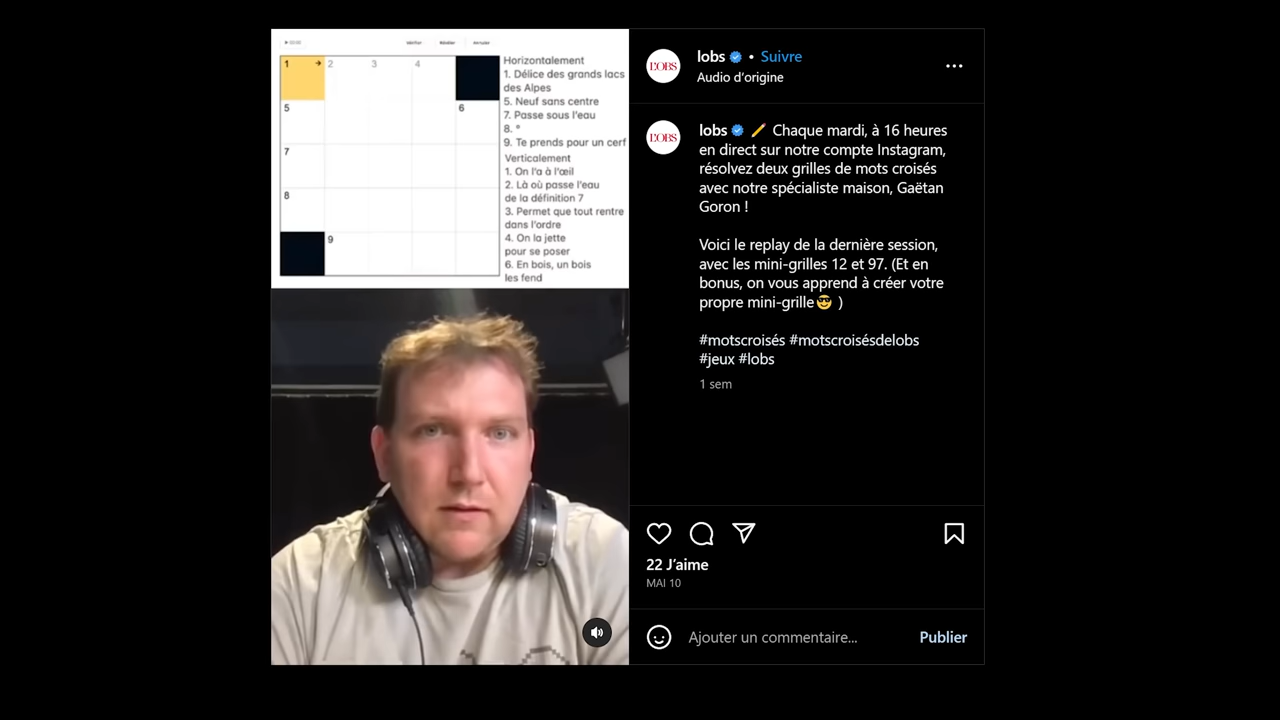 00:00
Vérifier Révéler Annuler
1 → 2 3 4
5 6
7
8
9
Horizontalement
1. Délice des grands lacs
des Alpes
5. Neuf sans centre
7. Passe sous l'eau
8. °
9. Te prends pour un cerf
Verticalement
1. On l'a à l'œil
2. Là où passe l'eau
de la définition 7
3. Permet que tout rentre
dans l'ordre
4. On la jette
pour se poser
6. En bois, un bois
les fend
L'OBS
lobs • Suivre
Audio d'origine
L'OBS
lobs ✏️ Chaque mardi, à 16 heures
en direct sur notre compte Instagram,
résolvez deux grilles de mots croisés
avec notre spécialiste maison, Gaëtan
Goron !
Voici le replay de la dernière session,
avec les mini-grilles 12 et 97. (Et en
bonus, on vous apprend à créer votre
propre mini-grille😎 )
#motscroisés #motscroisésdelobs
#jeux #lobs
1 sem
22 J'aime
MAI 10
Ajouter un commentaire... Publier